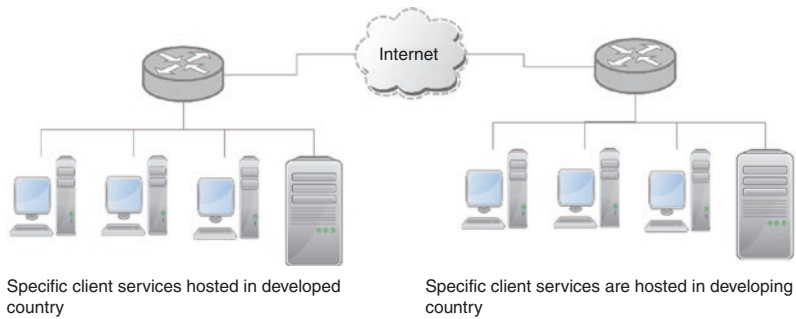 Internet
Specific client services hosted in developed
country
Specific client services are hosted in developing
country